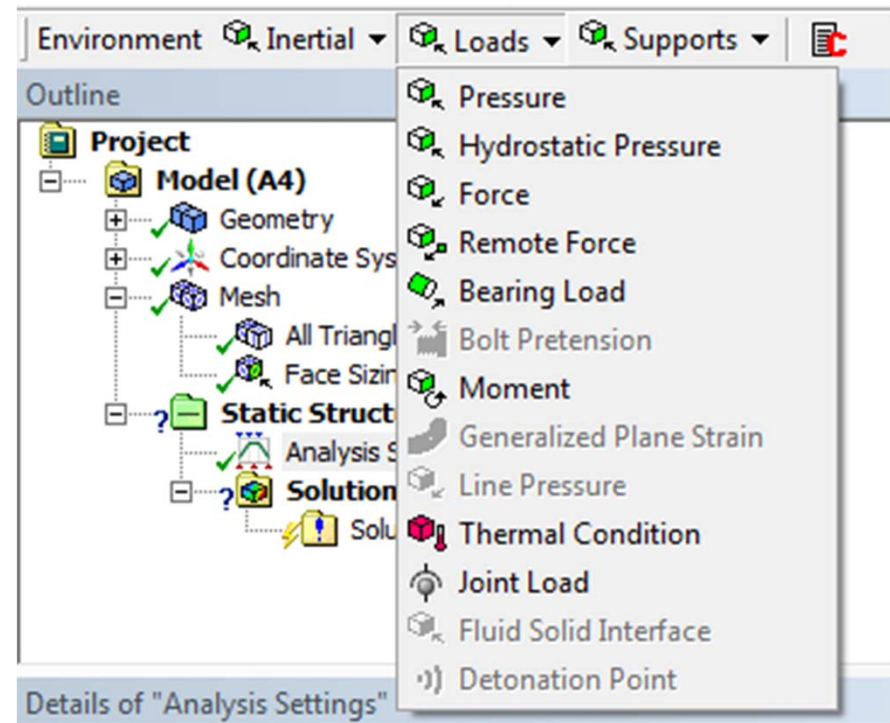 Environment Inertial Loads Supports
Outline
Project
Model (A4)
Geometry
Coordinate Sys
Mesh
All Triangl
Face Sizin
Static Struct
Analysis S
Solution
Solu
Pressure
Hydrostatic Pressure
Force
Remote Force
Bearing Load
Bolt Pretension
Moment
Generalized Plane Strain
Line Pressure
Thermal Condition
Joint Load
Fluid Solid Interface
Detonation Point
Details of "Analysis Settings"